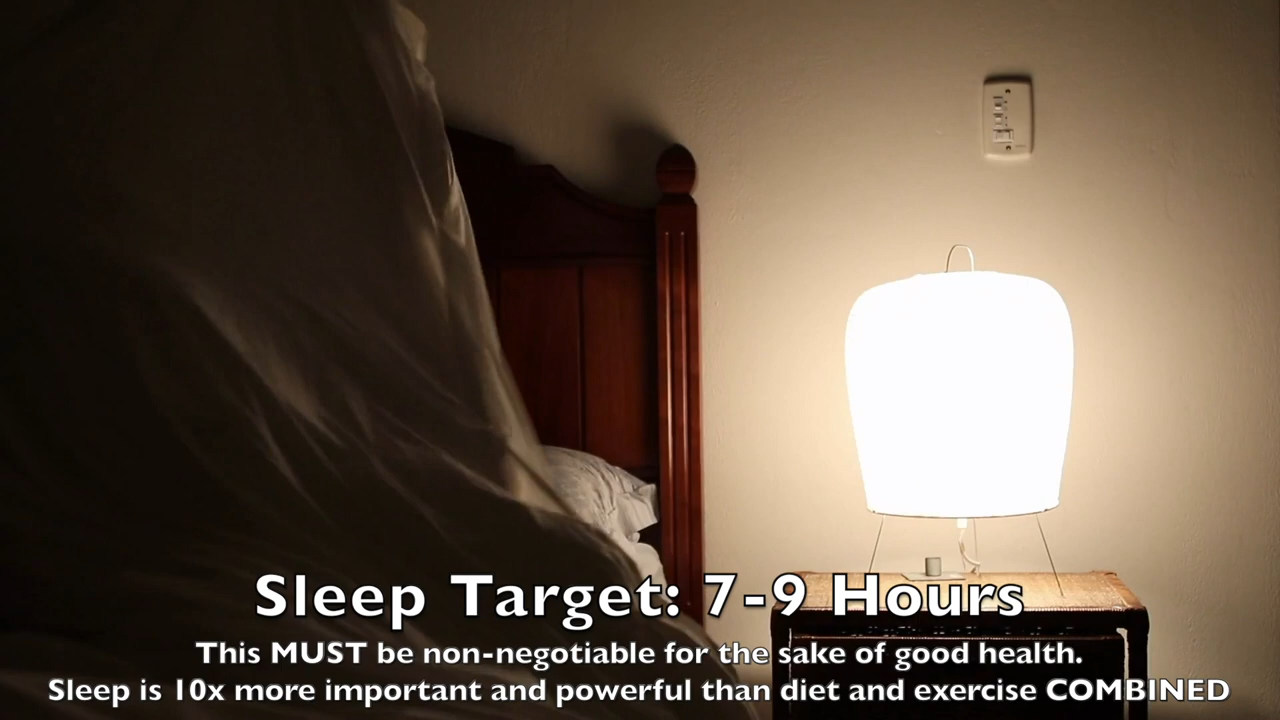 Sleep Target: 7-9 Hours
This MUST be non-negotiable for the sake of good health.
Sleep is 10x more important and powerful than diet and exercise COMBINED